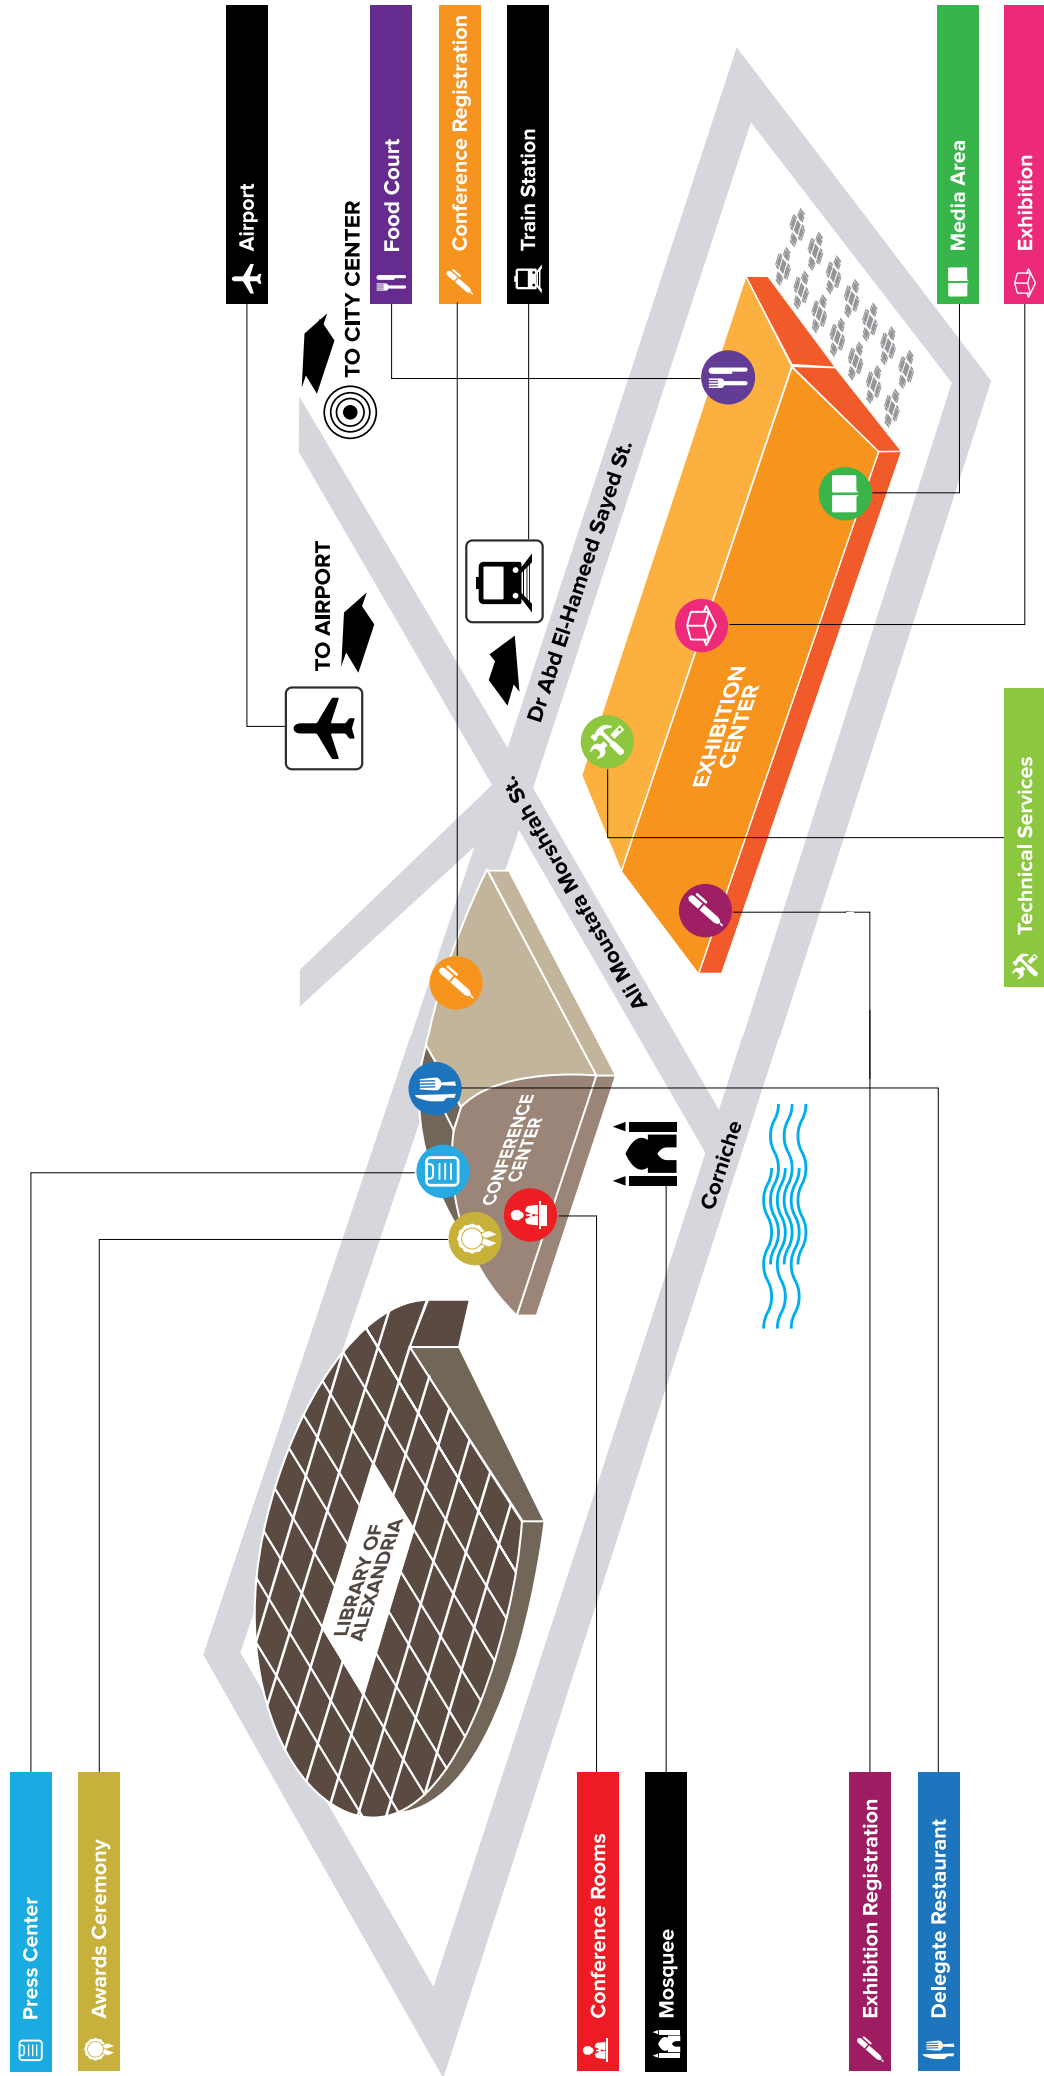 Press Center
Awards Ceremony
Conference Rooms
Mosquee
Exhibition Registration
Delegate Restaurant
LIBRARY OF
ALEXANDRIA
CONFERENCE
CENTER
Corniche
Ali Moustafa Morshfah St.
Dr Abd El-Hameed Sayed St.
EXHIBITION
CENTER
TO AIRPORT
TO CITY CENTER
Technical Services
Airport
Food Court
Conference Registration
Train Station
Media Area
Exhibition